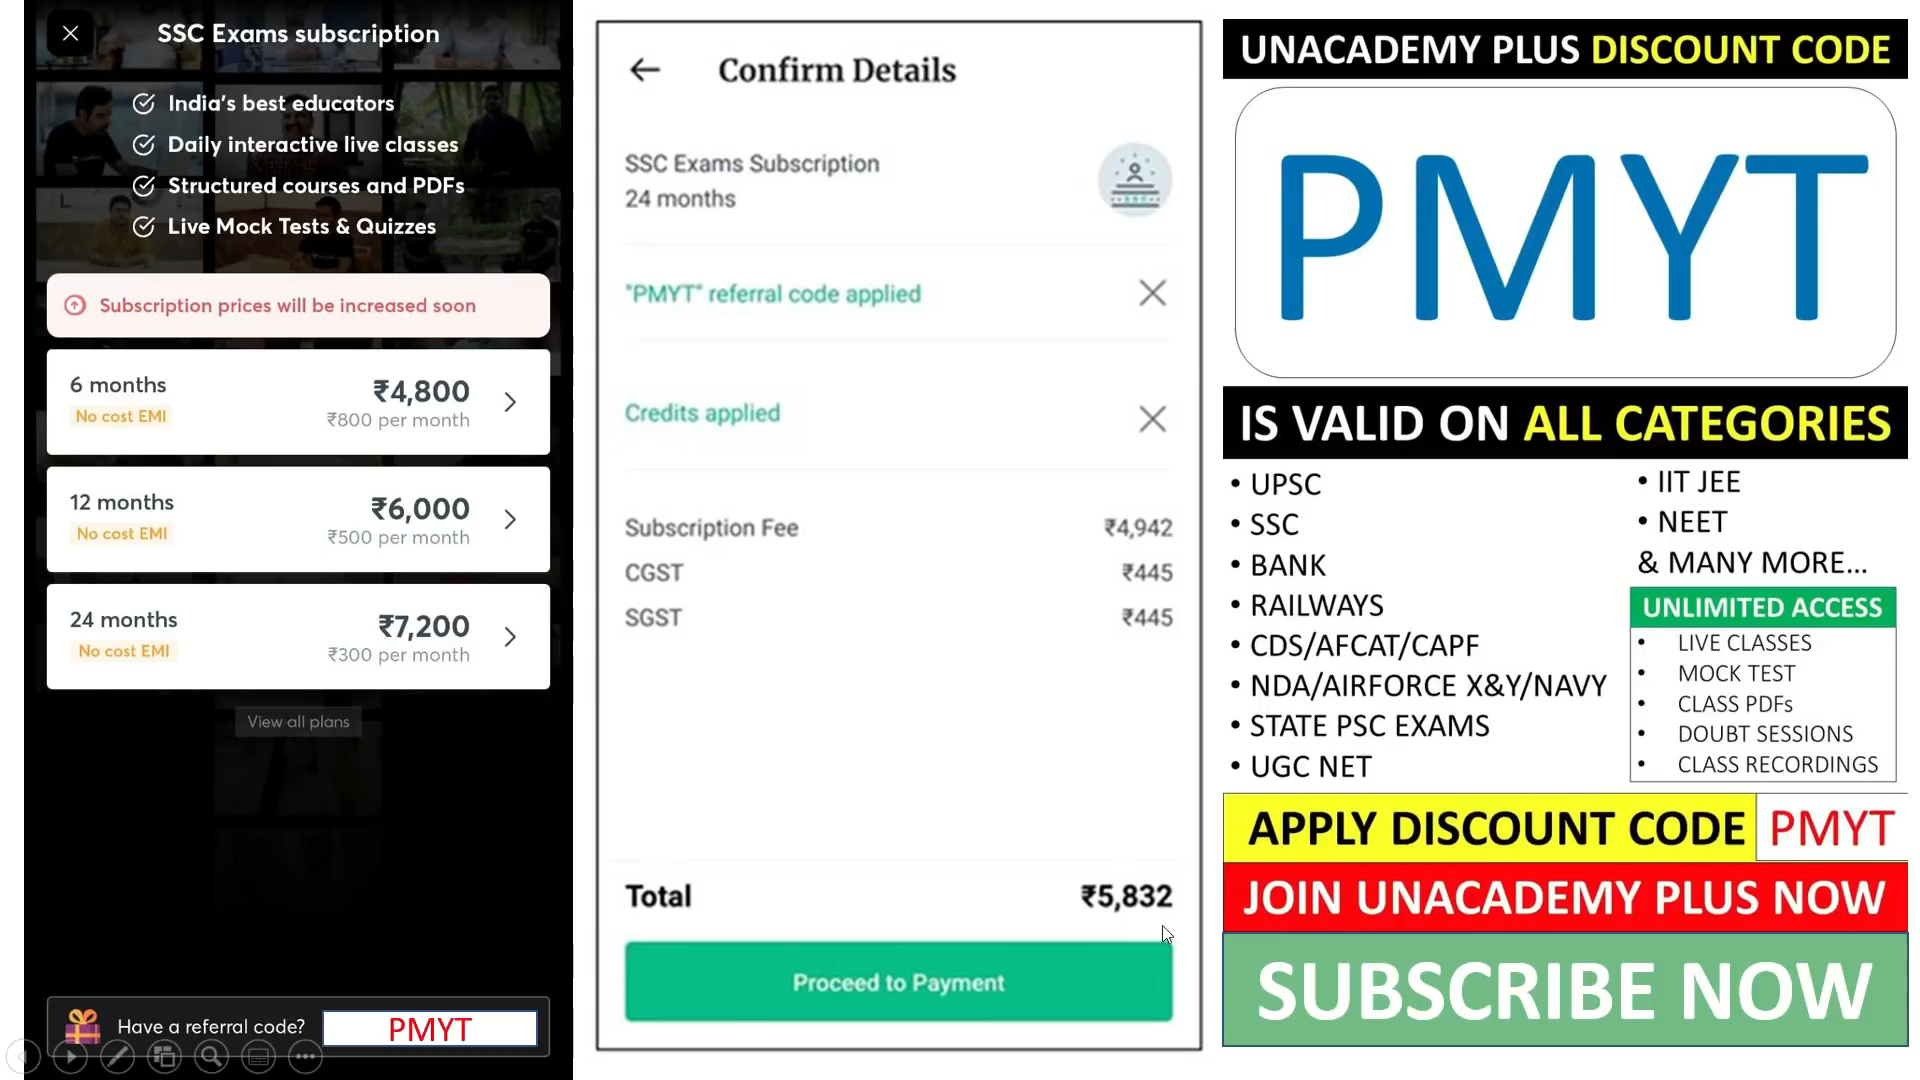 SSC Exams subscription
India's best educators
Daily interactive live classes
Structured courses and PDFs
Live Mock Tests & Quizzes
Subscription prices will be increased soon
6 months
₹4,800
No cost EMI
₹800 per month
12 months
₹6,000
No cost EMI
₹500 per month
24 months
₹7,200
No cost EMI
₹300 per month
View all plans
Have a referral code? PMYT
Confirm Details
SSC Exams Subscription
24 months
"PMYT" referral code applied
Credits applied
Subscription Fee ₹4,942
CGST ₹445
SGST ₹445
Total ₹5,832
Proceed to Payment
UNACADEMY PLUS DISCOUNT CODE
PMYT
IS VALID ON ALL CATEGORIES
• UPSC
• SSC
• BANK
• RAILWAYS
• CDS/AFCAT/CAPF
• NDA/AIRFORCE X&Y/NAVY
• STATE PSC EXAMS
• UGC NET
• IIT JEE
• NEET
& MANY MORE...
UNLIMITED ACCESS
• LIVE CLASSES
• MOCK TEST
• CLASS PDFs
• DOUBT SESSIONS
• CLASS RECORDINGS
APPLY DISCOUNT CODE PMYT
JOIN UNACADEMY PLUS NOW
SUBSCRIBE NOW